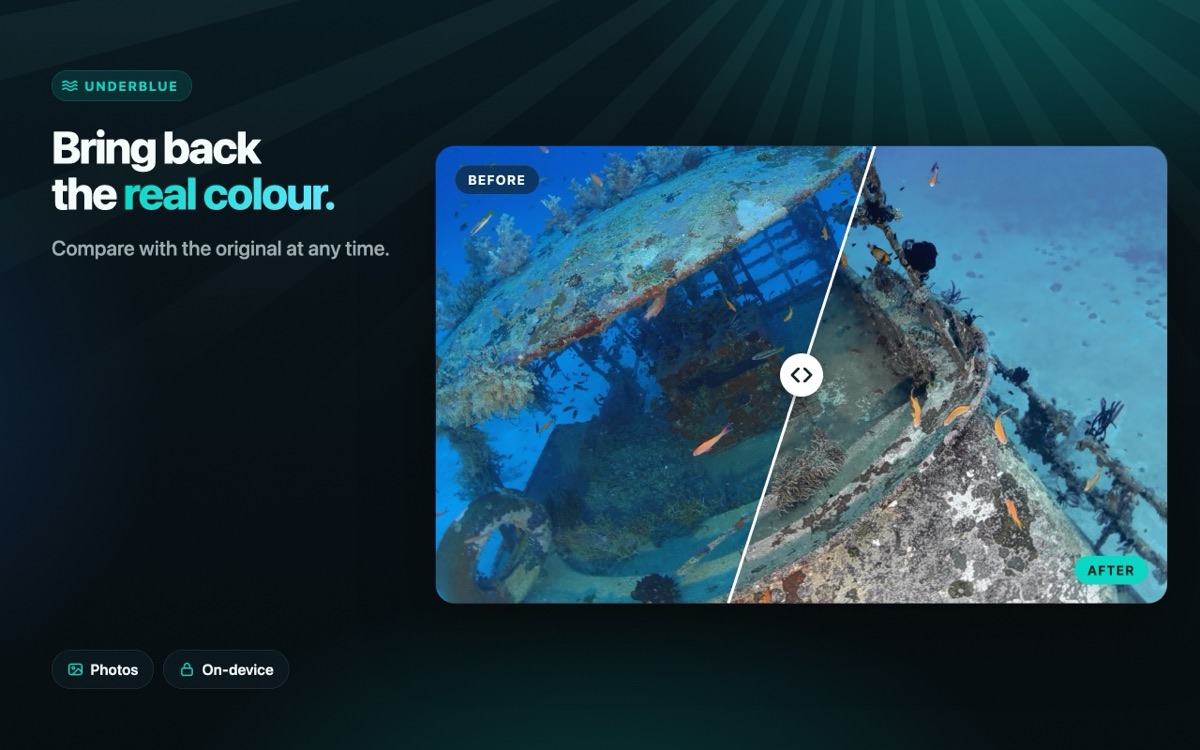 UNDERBLUE
Bring back
the real colour.
Compare with the original at any time.
BEFORE
AFTER
Photos
On-device